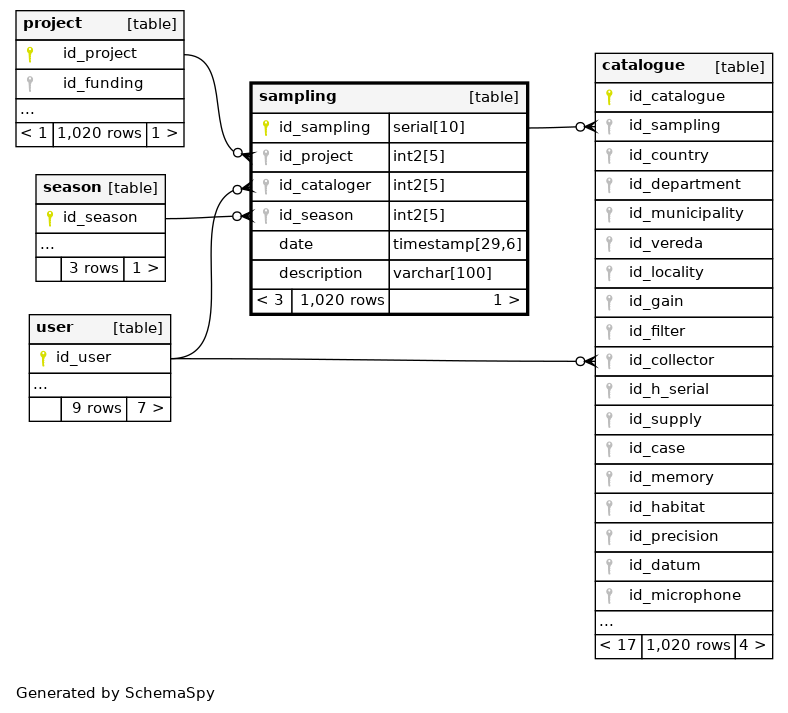 project [table]
id_project
id_funding
...
< 1 1,020 rows 1 >
season [table]
id_season
...
3 rows 1 >
user [table]
id_user
...
9 rows 7 >
sampling [table]
id_sampling serial[10]
id_project int2[5]
id_cataloger int2[5]
id_season int2[5]
date timestamp[29,6]
description varchar[100]
< 3 1,020 rows 1 >
catalogue [table]
id_catalogue
id_sampling
id_country
id_department
id_municipality
id_vereda
id_locality
id_gain
id_filter
id_collector
id_h_serial
id_supply
id_case
id_memory
id_habitat
id_precision
id_datum
id_microphone
...
< 17 1,020 rows 4 >
Generated by SchemaSpy